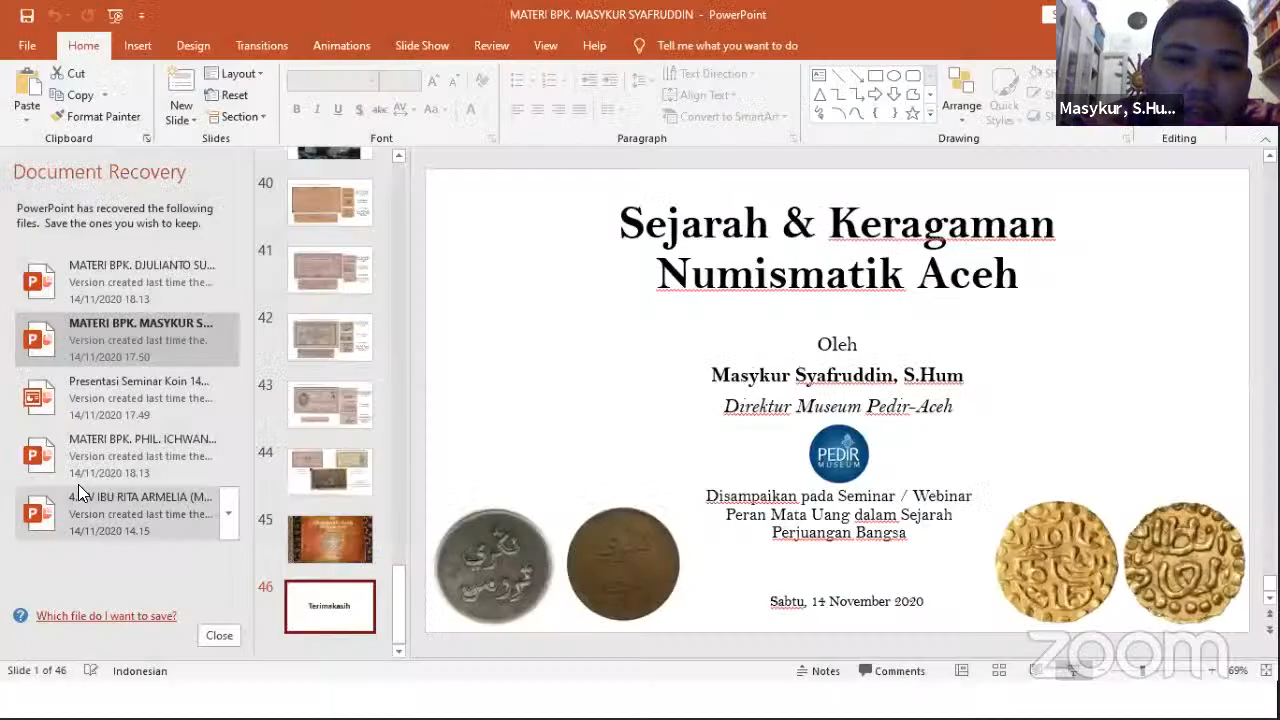 MATERI BPK. MASYKUR SYAFRUDDIN - PowerPoint
File Home Insert Design Transitions Animations Slide Show Review View Help Tell me what you want to do
Paste
Cut
Copy
Format Painter
Clipboard
New Slide
Layout
Reset
Section
Slides
B I U S abc AV Aa A
Font
Text Direction
Align Text
Convert to SmartArt
Paragraph
Arrange
Quick Styles
Drawing
Editing
Masykur, S.Hu...
Document Recovery
PowerPoint has recovered the following
files. Save the ones you wish to keep.
MATERI BPK. DJULIANTO SU...
Version created last time the...
14/11/2020 18.13
MATERI BPK. MASYKUR S...
Version created last time the.
14/11/2020 17.50
Presentasi Seminar Koin 14...
Version created last time the...
14/11/2020 17.49
MATERI BPK. PHIL. ICHWAN...
Version created last time the...
14/11/2020 18.13
IBU RITA ARMELIA (M...
Version created last time the...
14/11/2020 14.15
Which file do I want to save?
Close
40
41
42
43
44
45
46
Terimakasih
Sejarah & Keragaman
Numismatik Aceh
Oleh
Masykur Syafruddin, S.Hum
Direktur Museum Pedir-Aceh
PEDIR
MUSEUM
Disampaikan pada Seminar / Webinar
Peran Mata Uang dalam Sejarah
Perjuangan Bangsa
Sabtu, 14 November 2020
zoom
Slide 1 of 46 Indonesian Notes Comments 69%